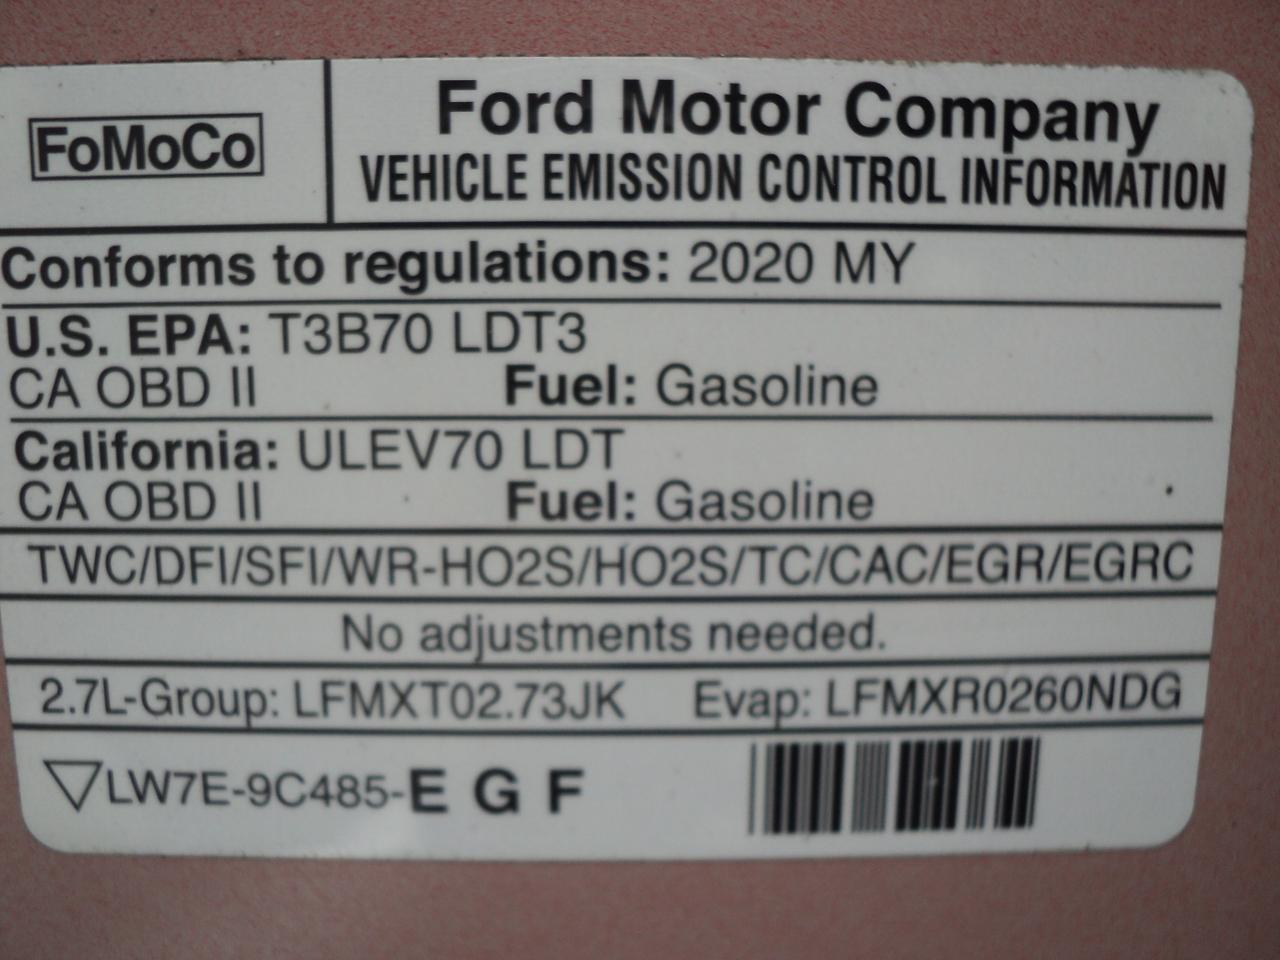 FoMoCo
Ford Motor Company
VEHICLE EMISSION CONTROL INFORMATION
Conforms to regulations: 2020 MY
U.S. EPA: T3B70 LDT3
CA OBD II Fuel: Gasoline
California: ULEV70 LDT
CA OBD II Fuel: Gasoline
TWC/DFI/SFI/WR-HO2S/HO2S/TC/CAC/EGR/EGRC
No adjustments needed.
2.7L-Group: LFMXT02.73JK Evap: LFMXR0260NDG
LW7E-9C485-E G F